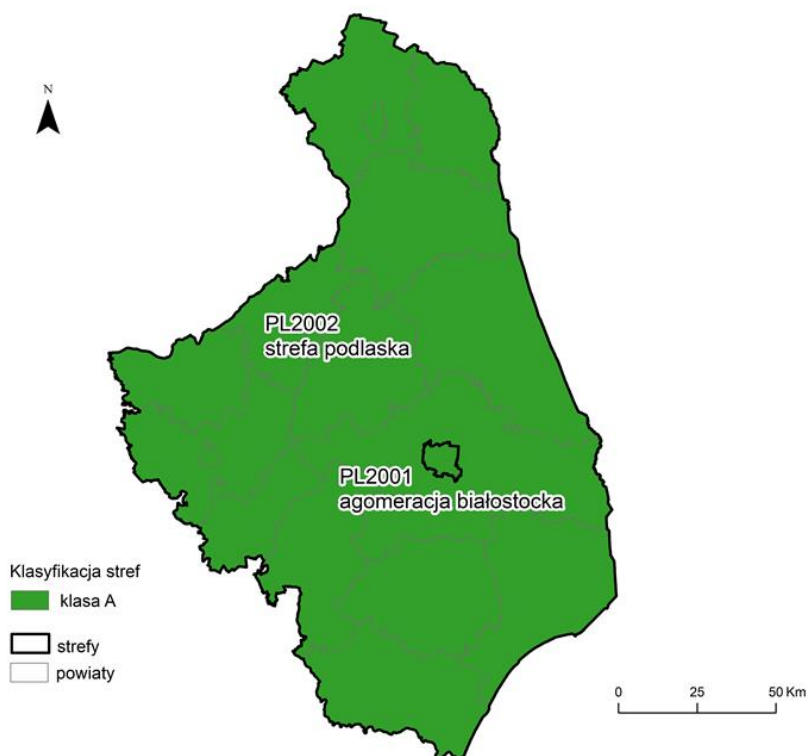 N
PL2002
strefa podlaska
PL2001
agomeracja białostocka
Klasyfikacja stref
klasa A
strefy
powiaty
0 25 50 Km